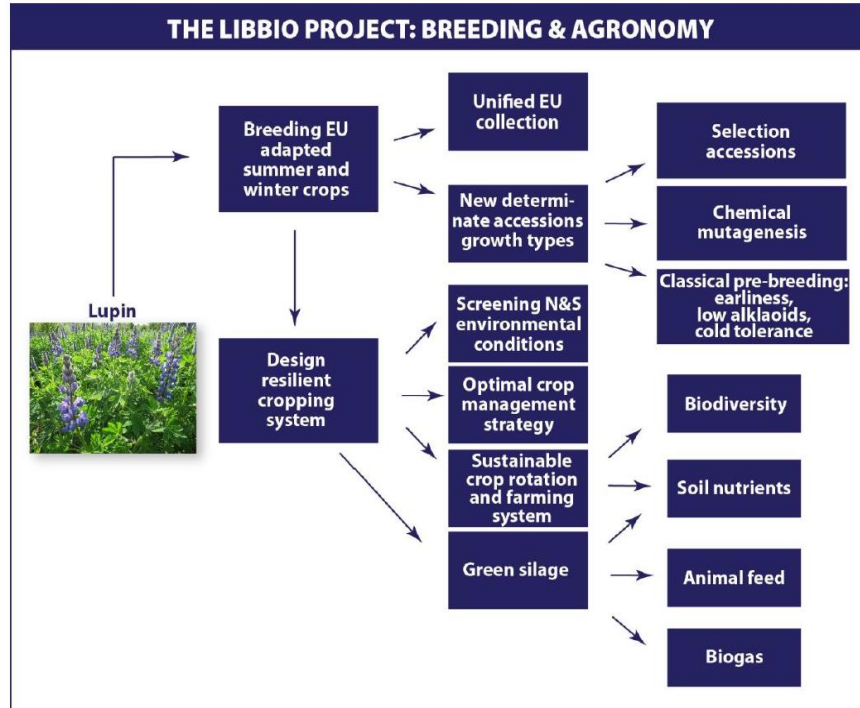 THE LIBBIO PROJECT: BREEDING & AGRONOMY
Breeding EU
adapted
summer and
winter crops
Unified EU
collection
New determi-
nate accessions
growth types
Selection
accessions
Chemical
mutagenesis
Classical pre-breeding:
earliness,
low alklaoids,
cold tolerance
Lupin
Design
resilient
cropping
system
Screening N&S
environmental
conditions
Optimal crop
management
strategy
Sustainable
crop rotation
and farming
system
Green silage
Biodiversity
Soil nutrients
Animal feed
Biogas